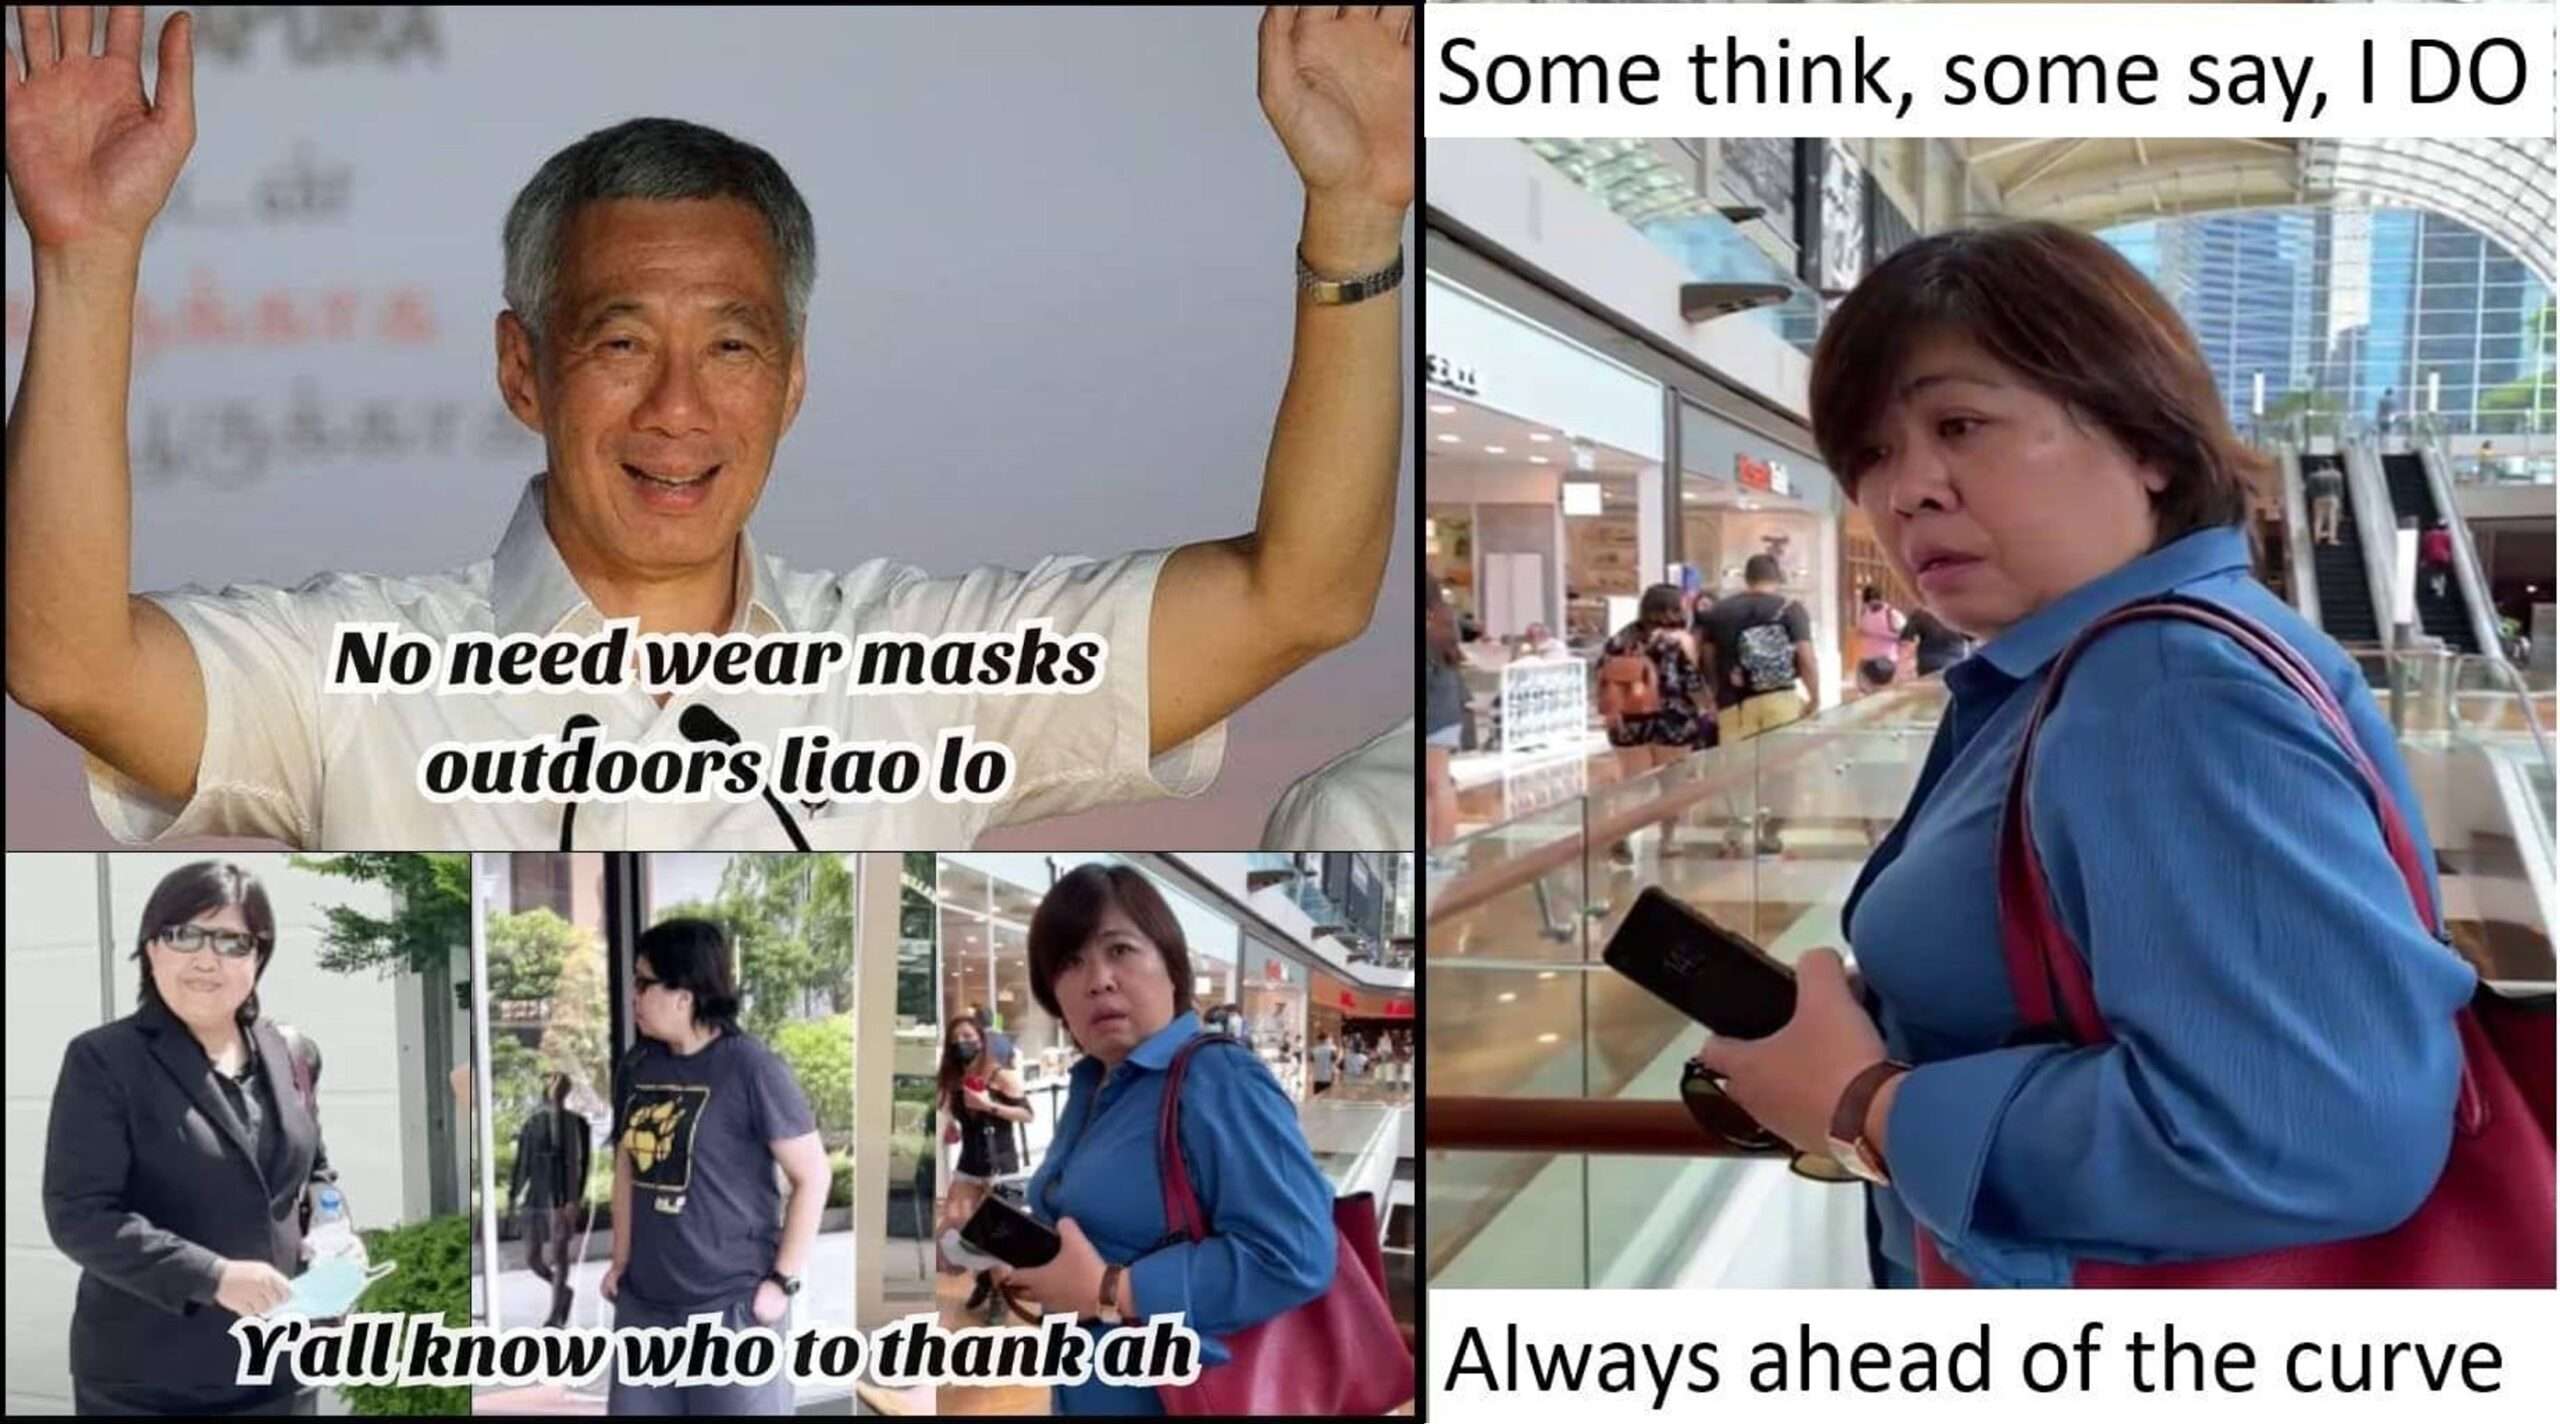 No need wear masks
outdoors liao lo
Y'all know who to thank ah
Some think, some say, I DO
Always ahead of the curve